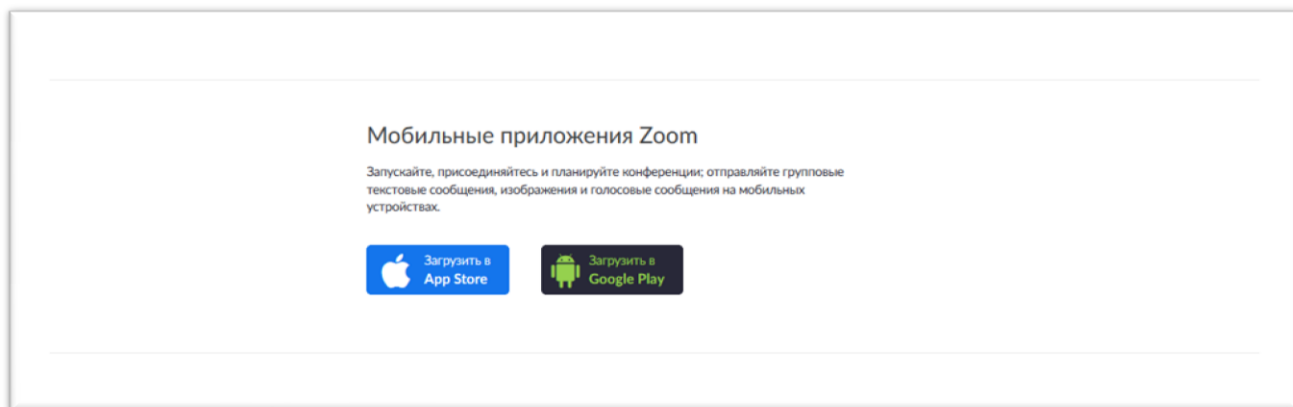 Мобильные приложения Zoom
Запускайте, присоединяйтесь и планируйте конференции; отправляйте групповые
текстовые сообщения, изображения и голосовые сообщения на мобильных
устройствах.
Загрузить в
App Store
Загрузить в
Google Play